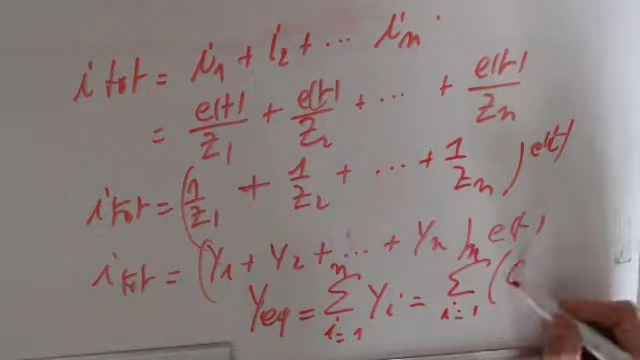 i tot = i1 + i2 + ... in .
= e(t)/Z1 + e(t)/Z2 + ... + e(t)/Zn
i tot = (1/Z1 + 1/Z2 + ... + 1/Zn) e(t)
i tot = (Y1 + Y2 + ... + Yn) e(t)
Yeq = ∑_{i=1}^{n} Yi = ∑_{i=1}^{n} (